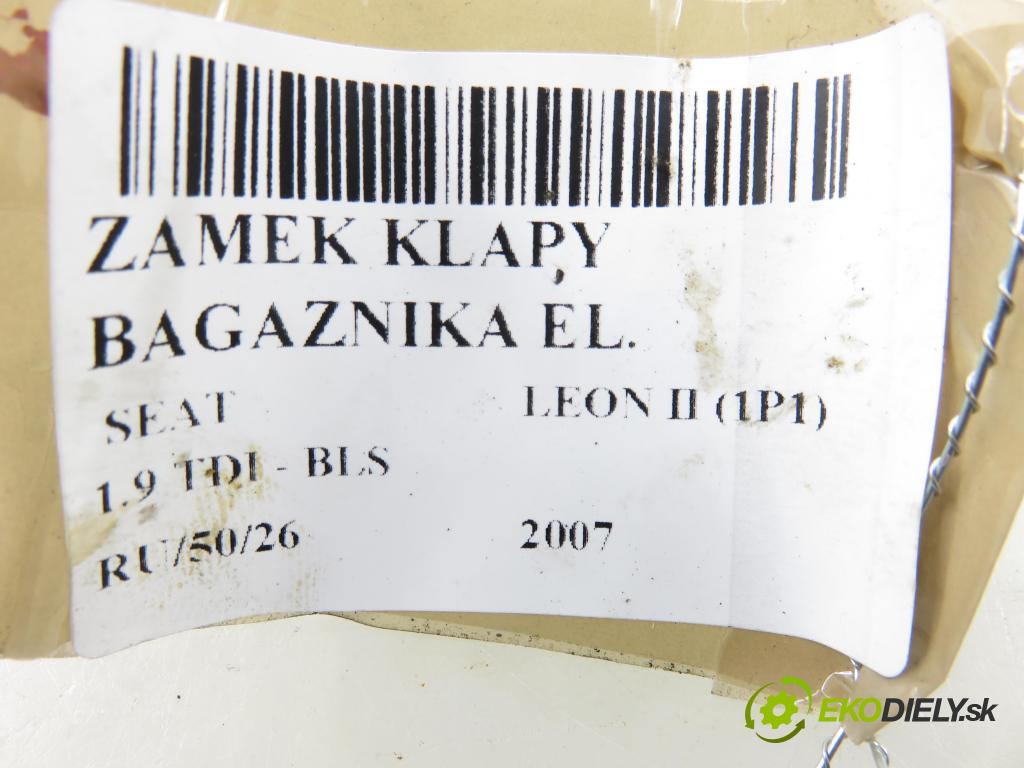 ZAMEK KLAPY
BAGAZNIKA EL.
SEAT LEON II (1P1)
1.9 TDI - BLS
RU/50/26 2007
EKODIELY.sk